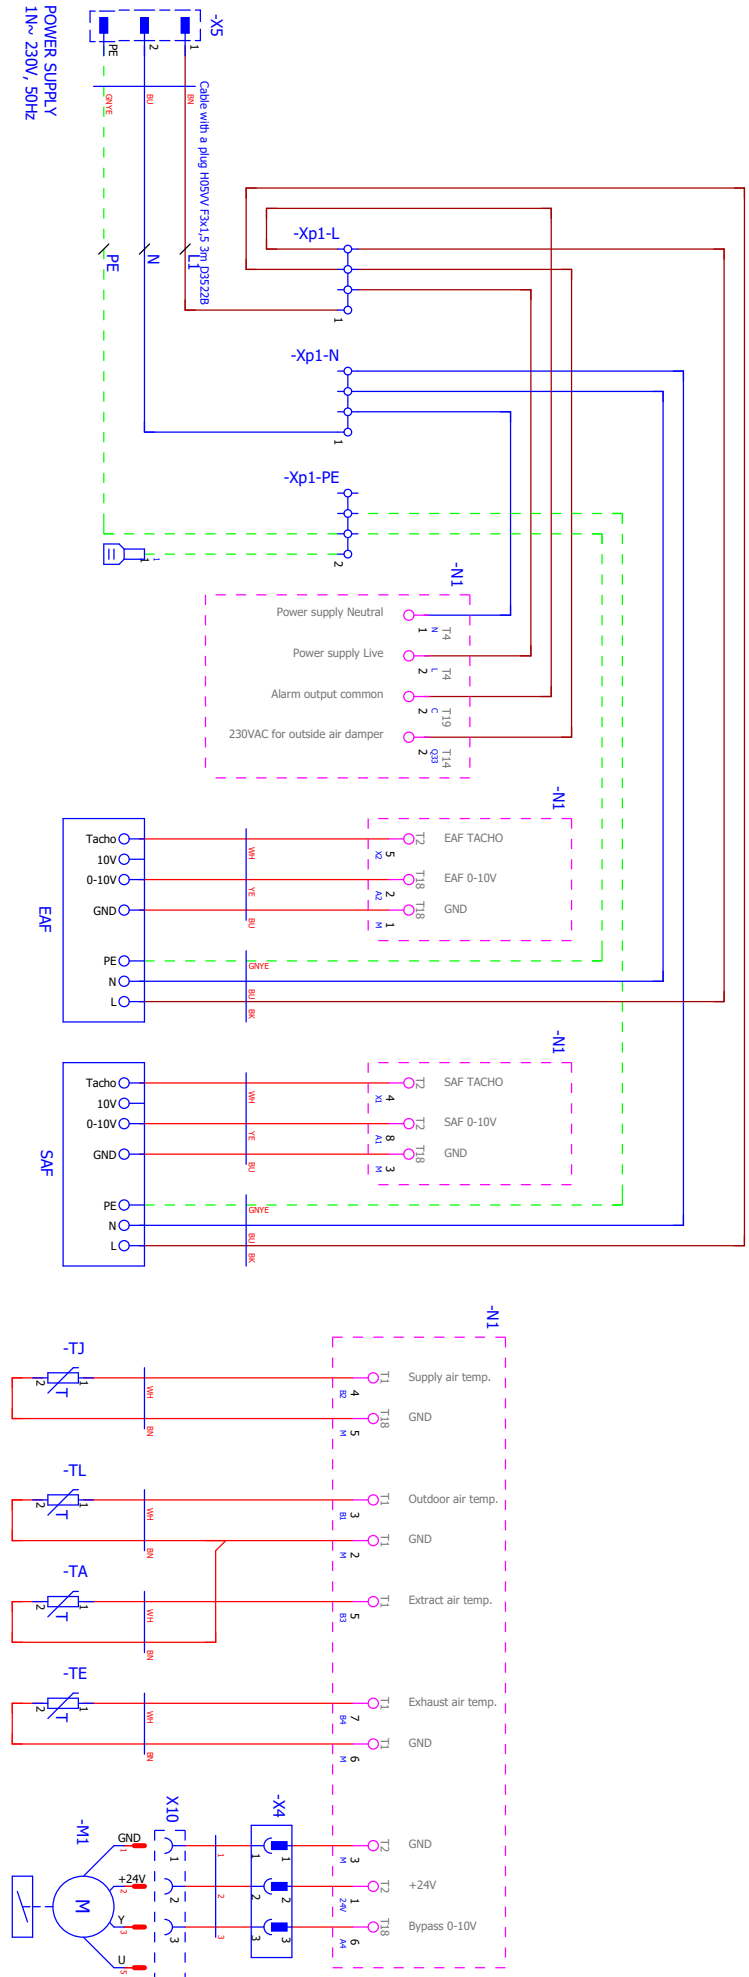 POWER SUPPLY
1N~ 230V, 50Hz
-X5
PE
2
1
GNYE
BU
BN
Cable with a plug H05VV F3x1,5 3m D3522B
PE
N
L1
-Xp1-L
1
-Xp1-N
1
-Xp1-PE
2
1
1
-N1
Power supply Neutral
1 N T4
Power supply Live
2 L T4
Alarm output common
2 C T19
230VAC for outside air damper
2 Q33 T14
-N1
Tacho
WH
X2 5
T2
EAF TACHO
10V
0-10V
YE
A2 2
T18
EAF 0-10V
GND
BU
M 1
T18
GND
EAF
PE
GNYE
N
BU
L
BK
-N1
Tacho
WH
X1 4
T2
SAF TACHO
10V
0-10V
YE
A1 8
T2
SAF 0-10V
GND
BU
M 3
T18
GND
SAF
PE
GNYE
N
BU
L
BK
-N1
-TJ
2
T
1
WH
B2 4
T1
Supply air temp.
BN
M 5
T18
GND
-TL
2
T
1
WH
B1 3
T1
Outdoor air temp.
BN
M 2
T1
GND
-TA
2
T
1
WH
B3 5
T1
Extract air temp.
BN
-TE
2
T
1
WH
B4 7
T1
Exhaust air temp.
BN
M 6
T1
GND
-M1
X10
-X4
GND
1
1
1
1
1
M 3
T2
GND
+24V
2
2
2
2
2
24V 1
T2
+24V
M
Y
3
3
3
3
3
A4 6
T18
Bypass 0-10V
U
5